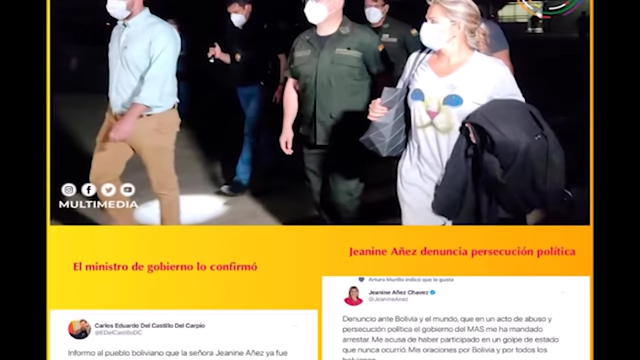 MULTIMEDIA
Jeanine Añez denuncia persecución política
El ministro de gobierno lo confirmó
Arturo Murillo indicó que le gusta
Jeanine Añez Chavez
@JeanineAnez
Denuncio ante Bolivia y el mundo, que en un acto de abuso y
persecución política el gobierno del MAS me ha mandado
arrestar. Me acusa de haber participado en un golpe de estado
que nunca ocurrió. Mis oraciones por Bolivia y por todos los
bolivianos.
Carlos Eduardo Del Castillo Del Carpio
@EDelCastilloDC
Informo al pueblo boliviano que la señora Jeanine Añez ya fue